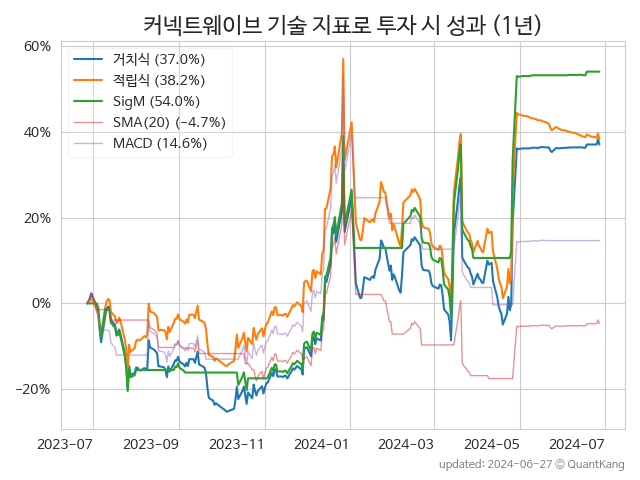 커넥트웨이브 기술 지표로 투자 시 성과 (1년)
60%
40%
20%
0%
−20%
거치식 (37.0%)
적립식 (38.2%)
SigM (54.0%)
SMA(20) (−4.7%)
MACD (14.6%)
2023-07
2023-09
2023-11
2024-01
2024-03
2024-05
2024-07
updated: 2024-06-27 © QuantKang